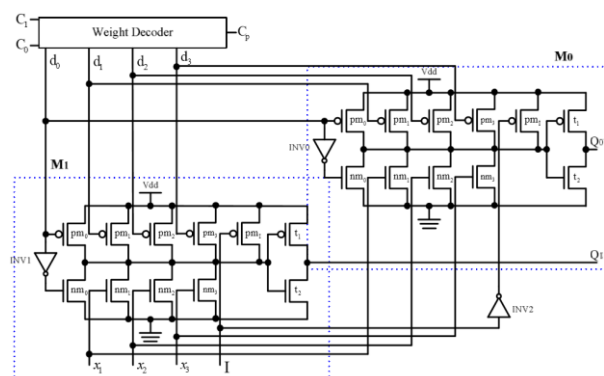 C₁
Weight Decoder
Cₚ
C₀
d₀ d₁ d₂ d₃
M₀
Vdd
pm₀ pm₁ pm₂ pm₃ pm₁ t₁
Q₀
INV0
M₁
nm₀ nm₁ nm₂ nm₃ t₂
Vdd
pm₀ pm₁ pm₂ pm₃ pm₁ t₁
Q₁
INV1
nm₀ nm₁ nm₂ nm₃ t₂
INV2
x₁ x₂ x₃ I